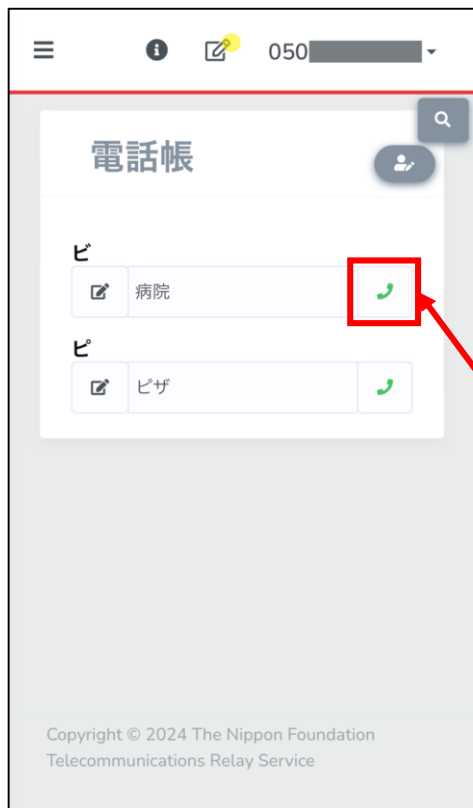 050
電話帳
ビ
病院
ピ
ピザ
Copyright © 2024 The Nippon Foundation
Telecommunications Relay Service